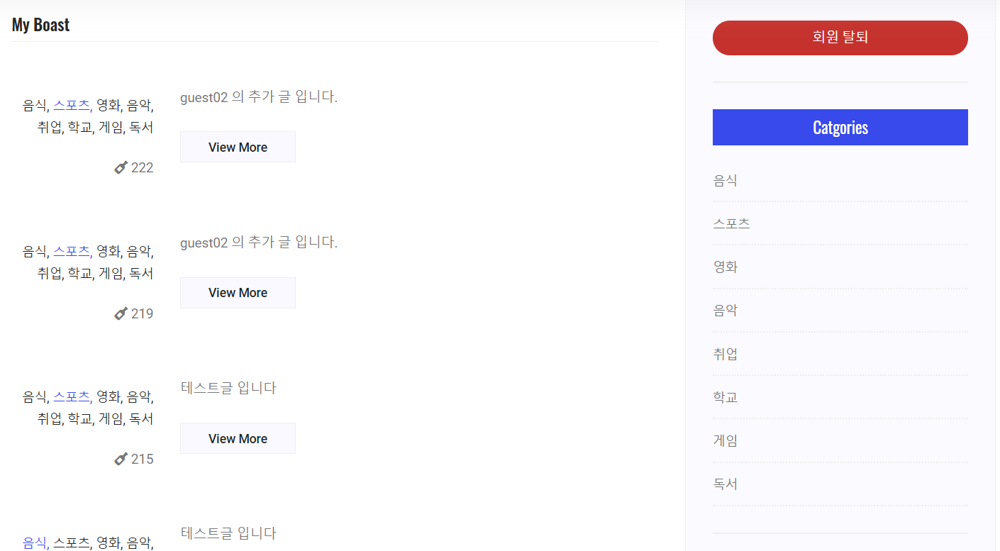 My Boast
음식, 스포츠, 영화, 음악,
취업, 학교, 게임, 독서
222
guest02 의 추가 글 입니다.
View More
음식, 스포츠, 영화, 음악,
취업, 학교, 게임, 독서
219
guest02 의 추가 글 입니다.
View More
음식, 스포츠, 영화, 음악,
취업, 학교, 게임, 독서
215
테스트글 입니다
View More
음식, 스포츠, 영화, 음악,
테스트글 입니다
회원 탈퇴
Catgories
음식
스포츠
영화
음악
취업
학교
게임
독서